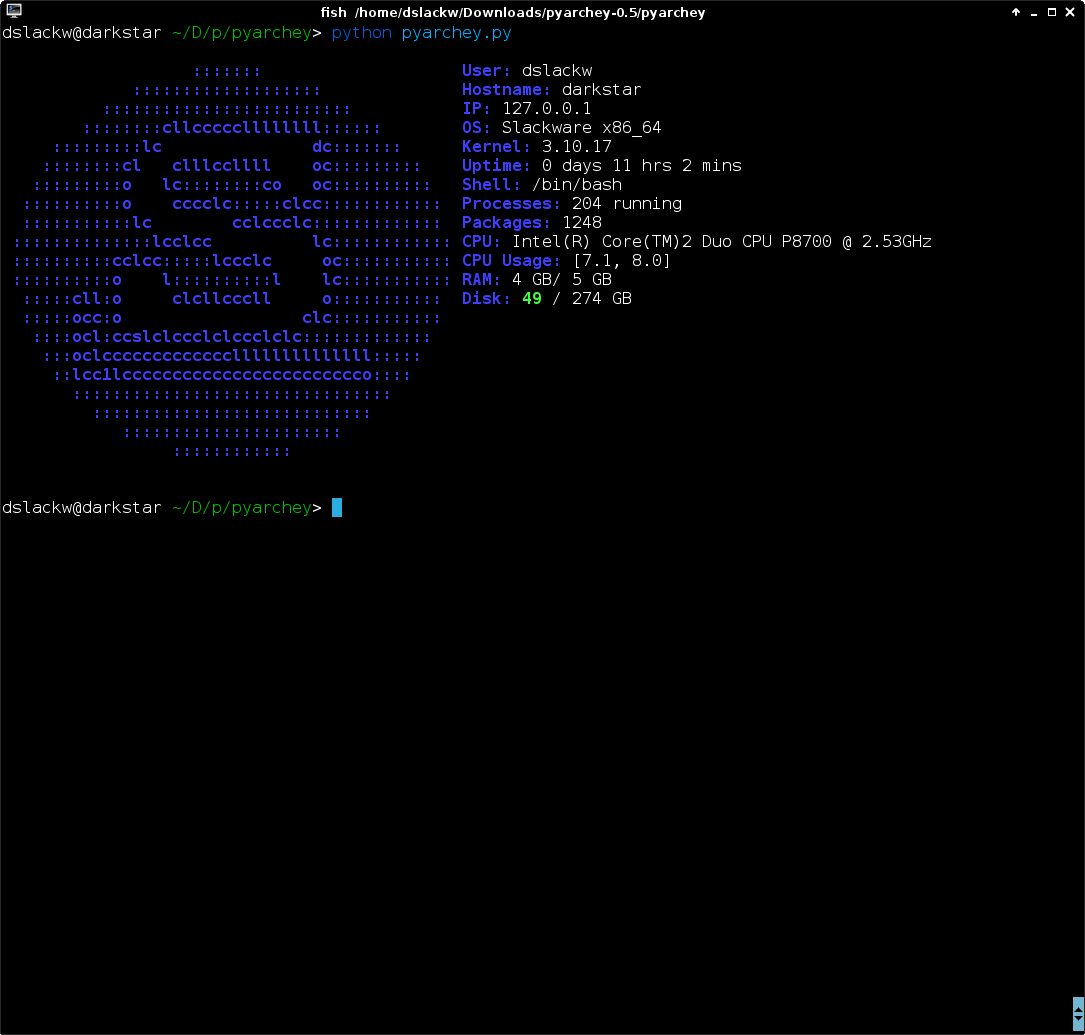 fish  /home/dslackw/Downloads/pyarchey-0.5/pyarchey
dslackw@darkstar ~/D/p/pyarchey> python pyarchey.py
                   :::::::                    User: dslackw
             :::::::::::::::::::              Hostname: darkstar
          :::::::::::::::::::::::::           IP: 127.0.0.1
        ::::::::cllcccccllllllll::::::        OS: Slackware x86_64
     :::::::::lc               dc:::::::      Kernel: 3.10.17
    ::::::::cl   clllccllll    oc:::::::::    Uptime: 0 days 11 hrs 2 mins
   :::::::::o   lc::::::::co   oc::::::::::   Shell: /bin/bash
  ::::::::::o    cccclc:::::clcc::::::::::::  Processes: 204 running
  :::::::::::lc        cclccclc:::::::::::::  Packages: 1248
 ::::::::::::::lcclcc          lc:::::::::::: CPU: Intel(R) Core(TM)2 Duo CPU P8700 @ 2.53GHz
 ::::::::::cclcc:::::lccclc     oc::::::::::: CPU Usage: [7.1, 8.0]
 ::::::::::o    l::::::::::l    lc::::::::::: RAM: 4 GB/ 5 GB
  :::::cll:o     clcllcccll     o:::::::::::  Disk: 49 / 274 GB
  :::::occ:o                  clc:::::::::::
   ::::ocl:ccslclccclclccclclc:::::::::::::
    :::oclcccccccccccccllllllllllllll:::::
     ::lcc1lcccccccccccccccccccccccco::::
       ::::::::::::::::::::::::::::::::
         ::::::::::::::::::::::::::::
            ::::::::::::::::::::::
                 ::::::::::::
dslackw@darkstar ~/D/p/pyarchey>